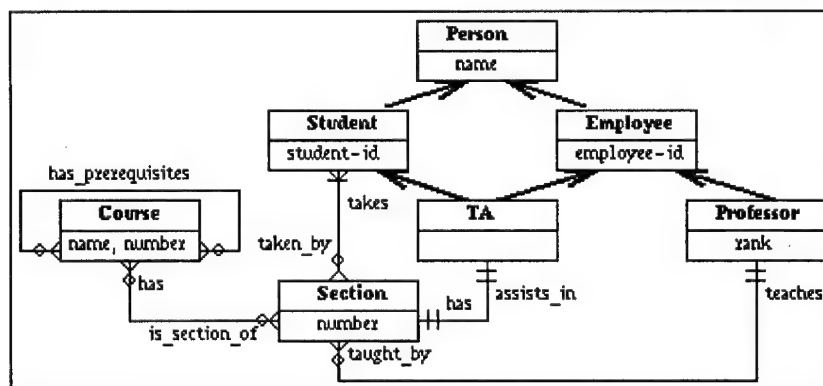 Person
name
Student
student-id
Employee
employee-id
has_prerequisites
Course
name, number
takes
TA
Professor
rank
taken_by
has
Section
number
has
assists_in
teaches
is_section_of
taught_by